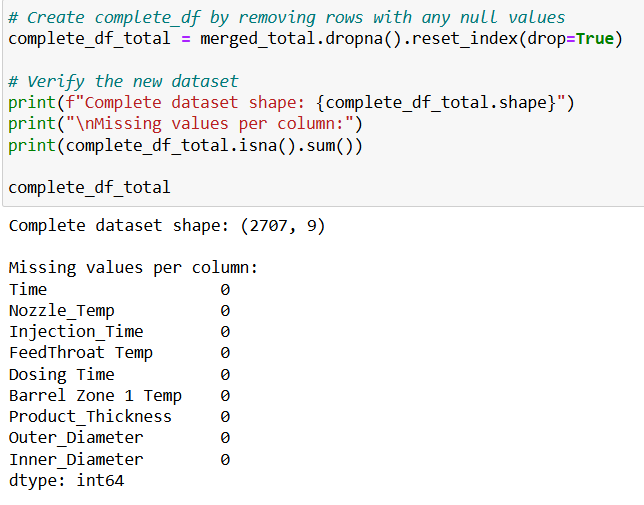 # Create complete_df by removing rows with any null values
complete_df_total = merged_total.dropna().reset_index(drop=True)
# Verify the new dataset
print(f"Complete dataset shape: {complete_df_total.shape}")
print("\nMissing values per column:")
print(complete_df_total.isna().sum())
complete_df_total
Complete dataset shape: (2707, 9)
Missing values per column:
Time 0
Nozzle_Temp 0
Injection_Time 0
FeedThroat Temp 0
Dosing Time 0
Barrel Zone 1 Temp 0
Product_Thickness 0
Outer_Diameter 0
Inner_Diameter 0
dtype: int64